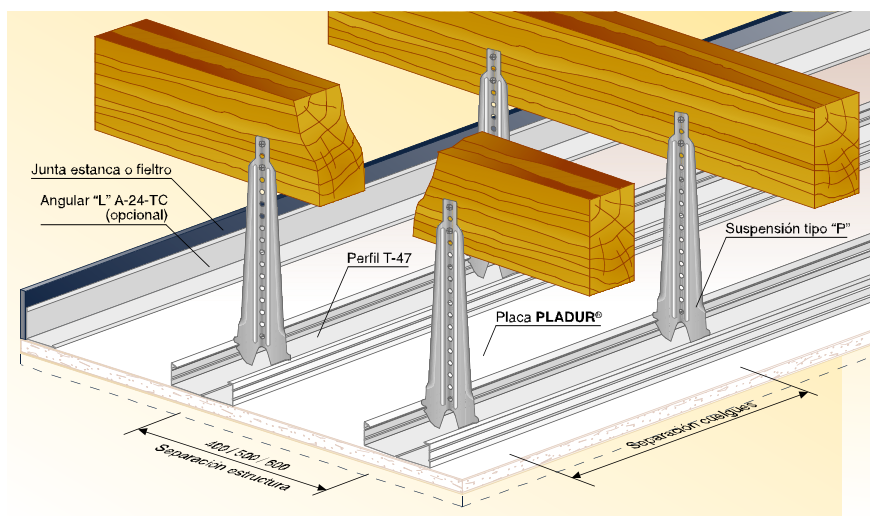 Junta estanca o fieltro
Angular “L” A-24-TC
(opcional)
Perfil T-47
Suspensión tipo “P”
Placa PLADUR®
400 / 500 / 600
Separación estructura
Separación cuelgues